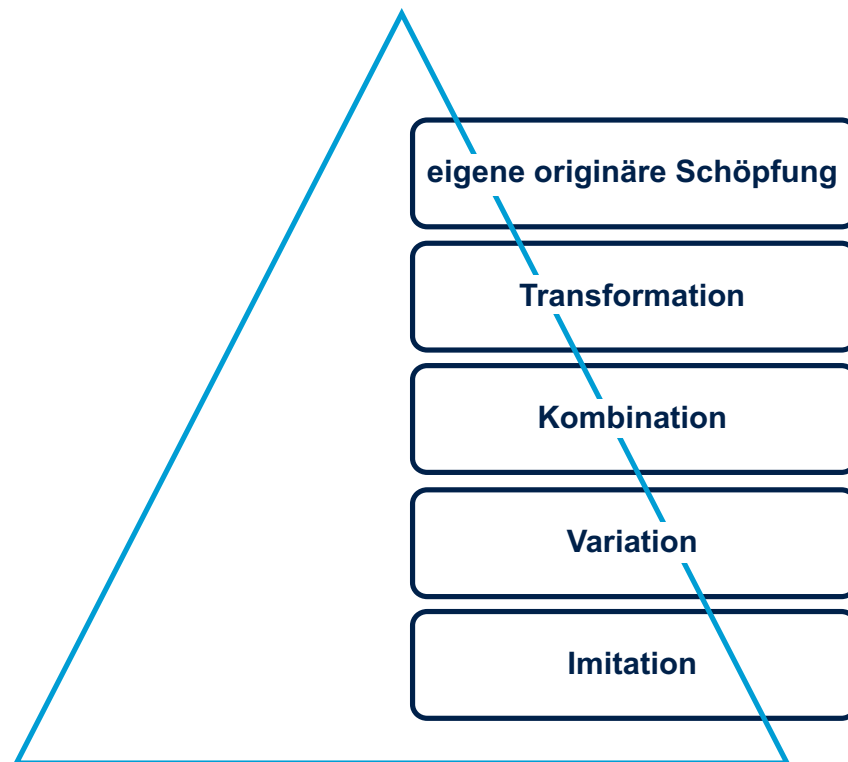 eigene originäre Schöpfung
Transformation
Kombination
Variation
Imitation